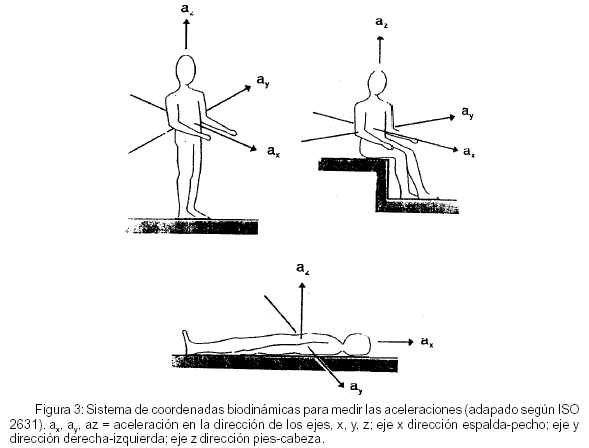 az
az
ay
ax
ay
ax
az
ax
ay
Figura 3: Sistema de coordenadas biodinámicas para medir las aceleraciones (adapado según ISO
2631). ax, ay, az = aceleración en la dirección de los ejes, x, y, z; eje x dirección espalda-pecho; eje y
dirección derecha-izquierda; eje z dirección pies-cabeza.